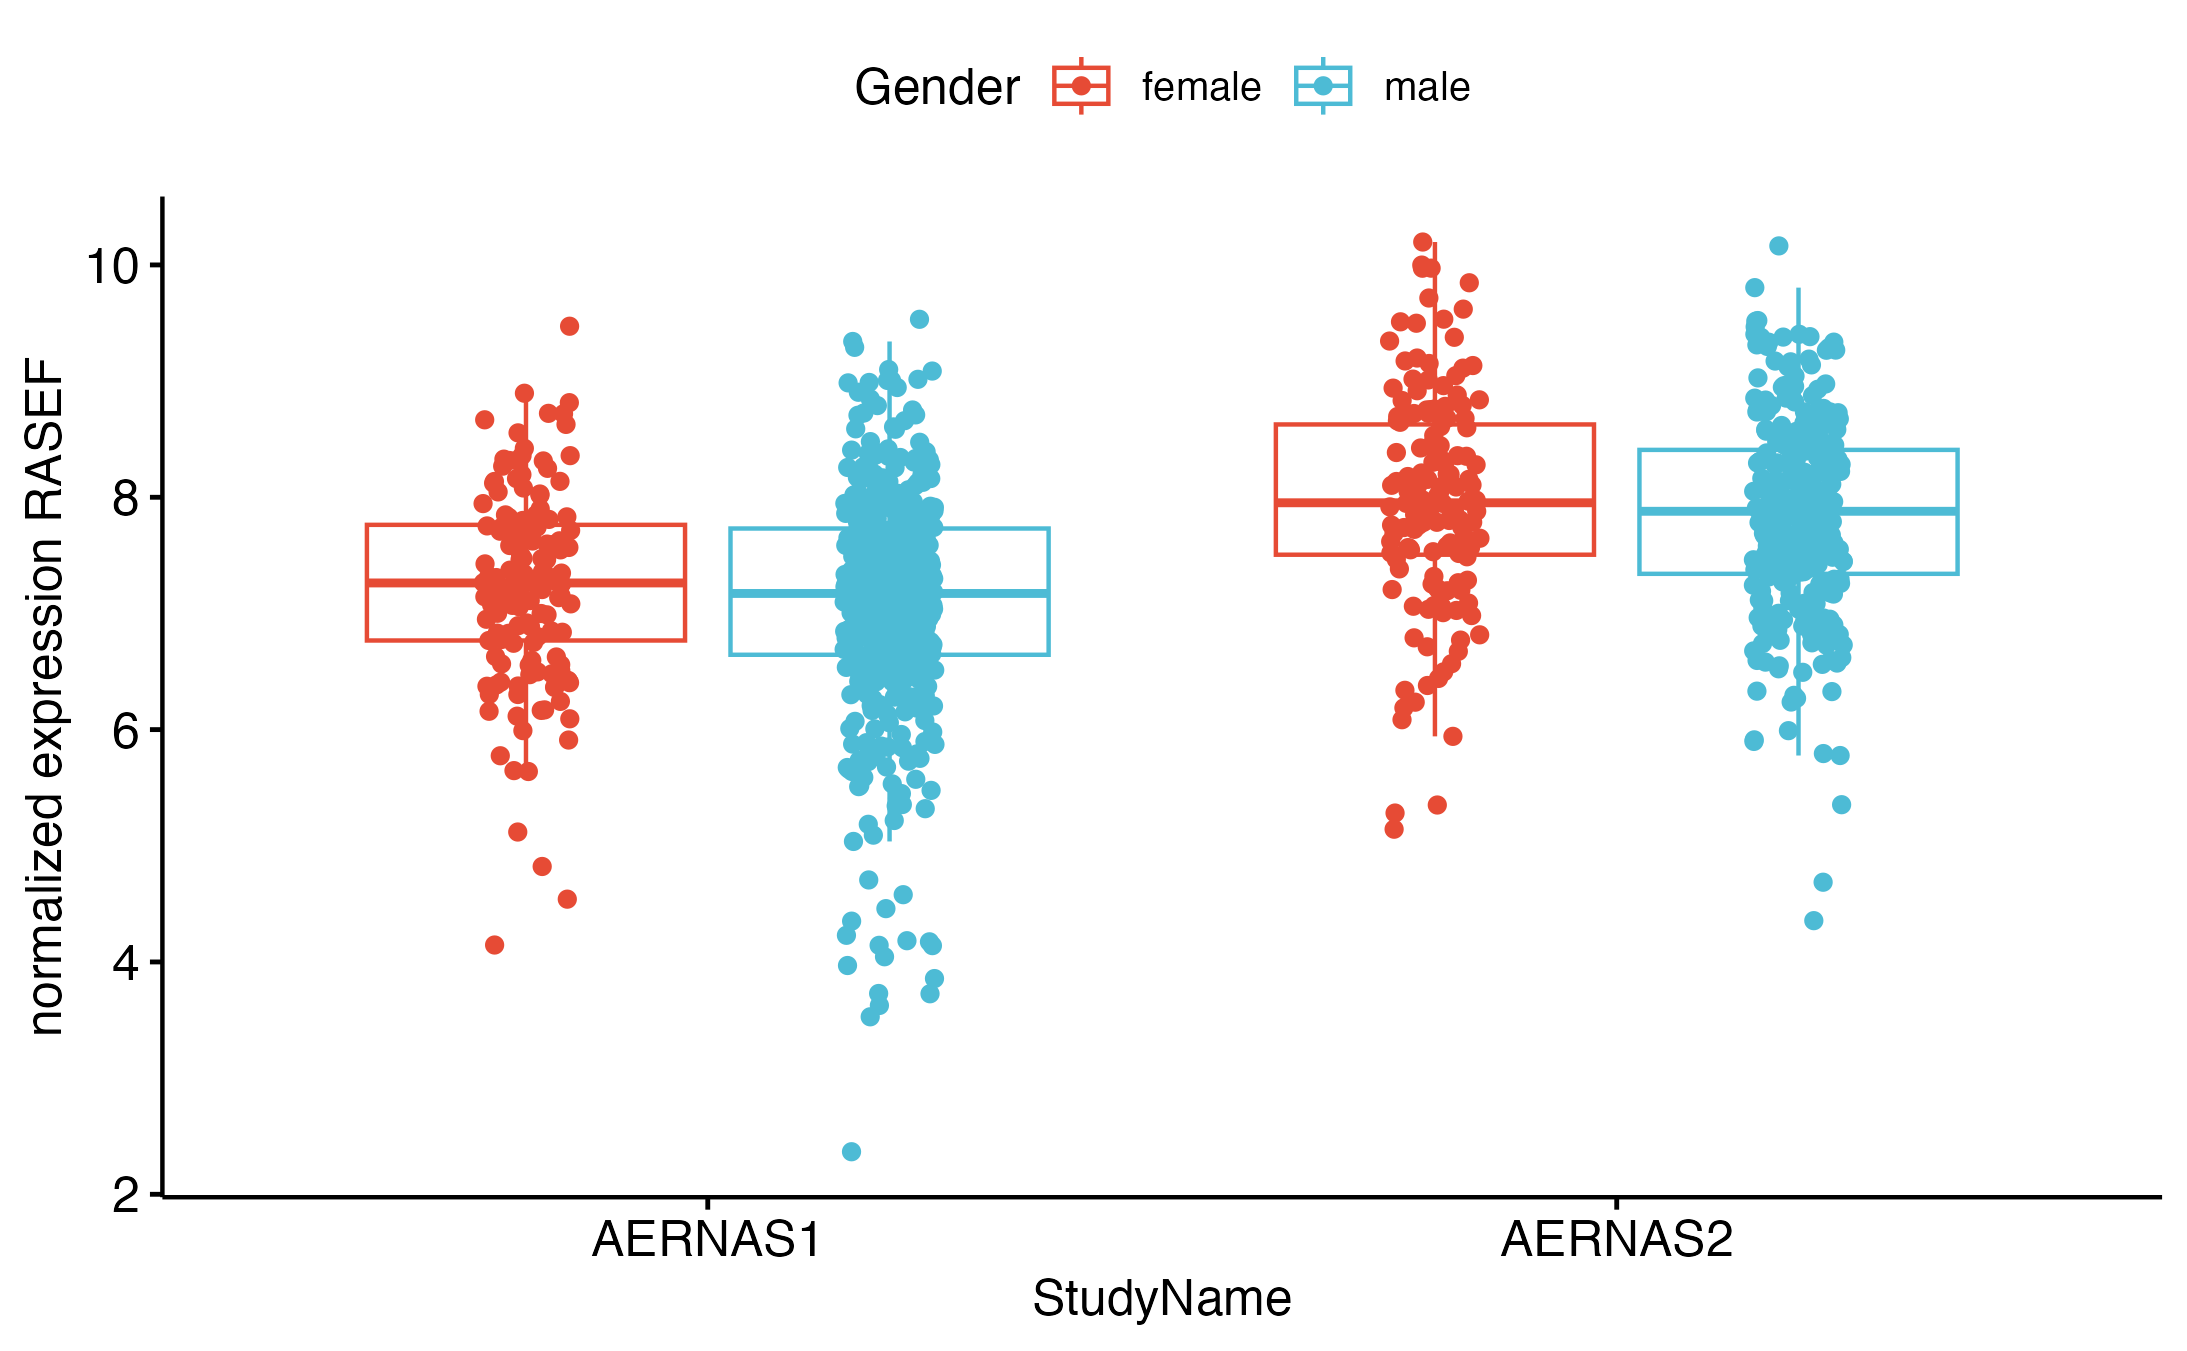 Gender female male
normalized expression RASEF
10
8
6
4
2
AERNAS1 AERNAS2
StudyName